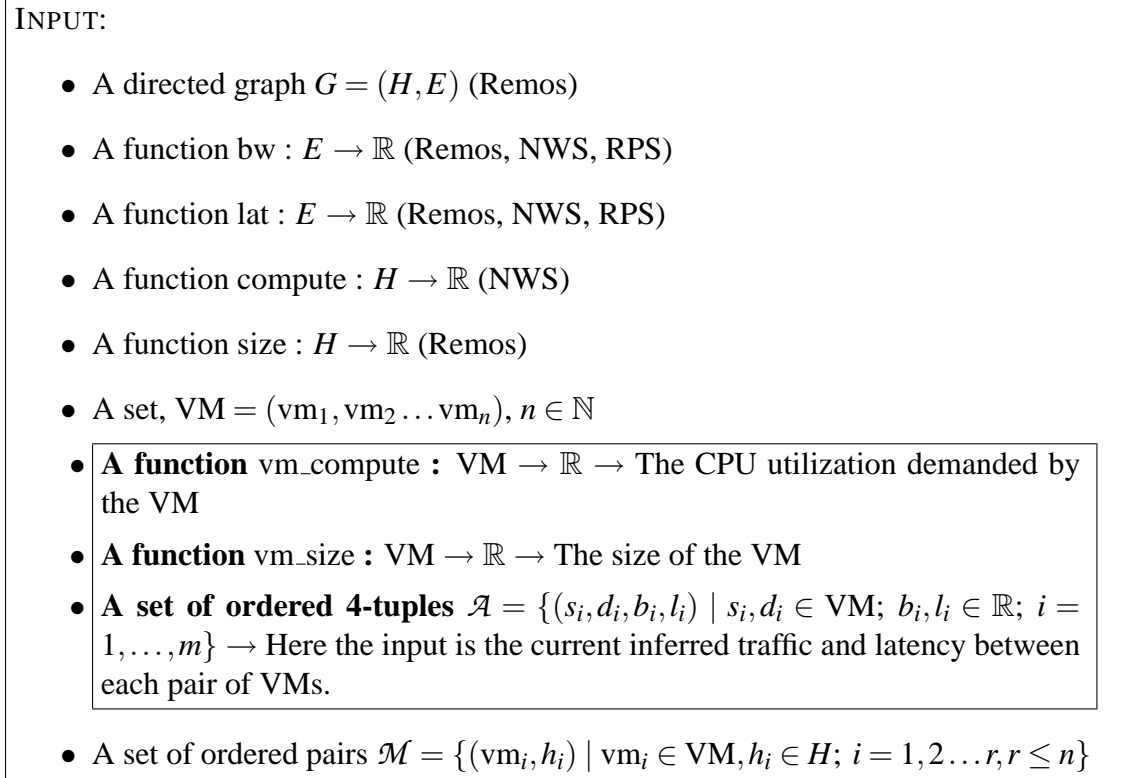 INPUT:
• A directed graph G = (H,E) (Remos)
• A function bw : E → ℝ (Remos, NWS, RPS)
• A function lat : E → ℝ (Remos, NWS, RPS)
• A function compute : H → ℝ (NWS)
• A function size : H → ℝ (Remos)
• A set, VM = (vm₁,vm₂...vmₙ), n ∈ ℕ
• A function vm_compute : VM → ℝ → The CPU utilization demanded by
the VM
• A function vm_size : VM → ℝ → The size of the VM
• A set of ordered 4-tuples 𝒜 = {(sᵢ,dᵢ,bᵢ,lᵢ) | sᵢ,dᵢ ∈ VM; bᵢ,lᵢ ∈ ℝ; i =
1,...,m} → Here the input is the current inferred traffic and latency between
each pair of VMs.
• A set of ordered pairs ℳ = {(vmᵢ,hᵢ) | vmᵢ ∈ VM,hᵢ ∈ H; i = 1,2...r,r ≤ n}